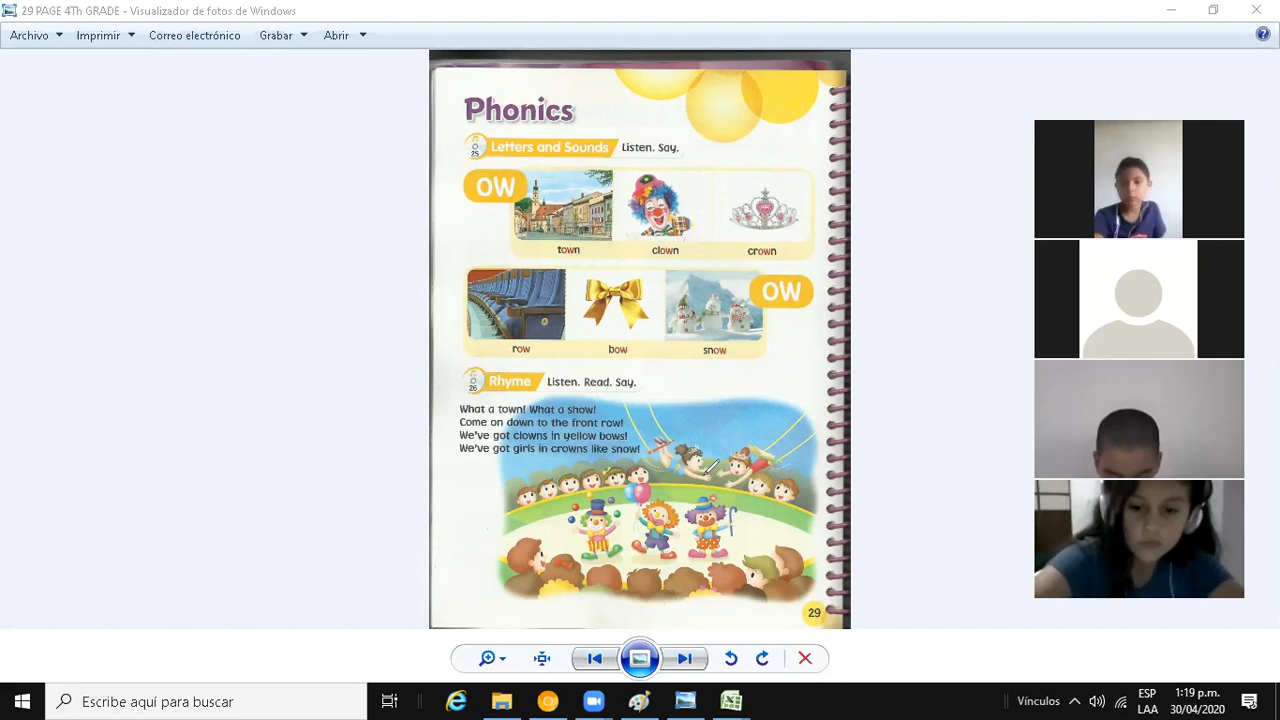 29 PAGE 4Th GRADE - Visualizador de fotos de Windows
Archivo Imprimir Correo electrónico Grabar Abrir
Phonics
25 Letters and Sounds Listen. Say.
OW
town clown crown
OW
row bow snow
26 Rhyme Listen. Read. Say.
What a town! What a show!
Come on down to the front row!
We've got clowns in yellow bows!
We've got girls in crowns like snow!
29
Escribe aquí para buscar
Vínculos
ESP 1:19 p.m.
LAA 30/04/2020